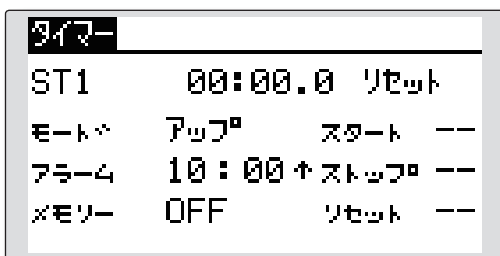 タイマー
ST1 00:00.0 リセット
モード アップ スタート --
アラーム 10:00↑ ストップ --
メモリー OFF リセット --